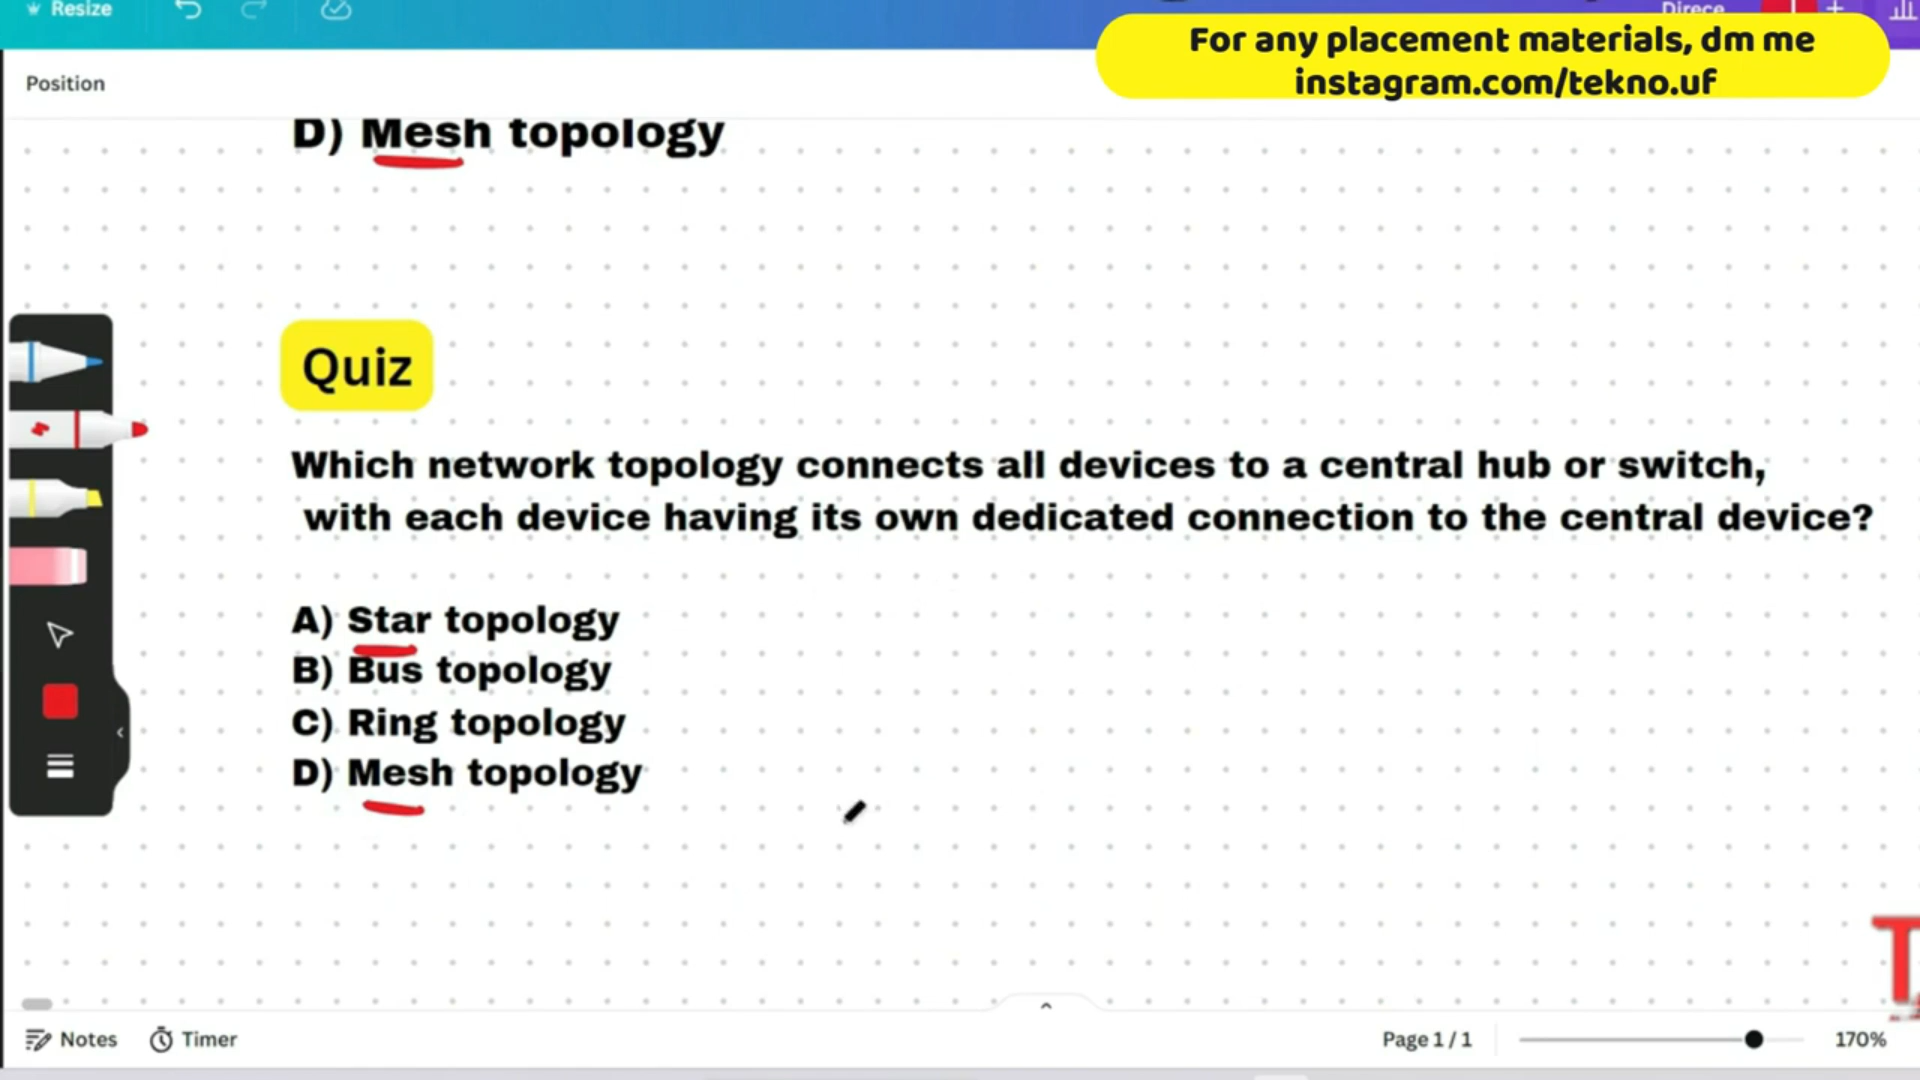 Resize
Direce
For any placement materials, dm me
instagram.com/tekno.uf
Position
D) Mesh topology
Quiz
Which network topology connects all devices to a central hub or switch,
with each device having its own dedicated connection to the central device?
A) Star topology
B) Bus topology
C) Ring topology
D) Mesh topology
T
Notes
Timer
Page 1 / 1
170%